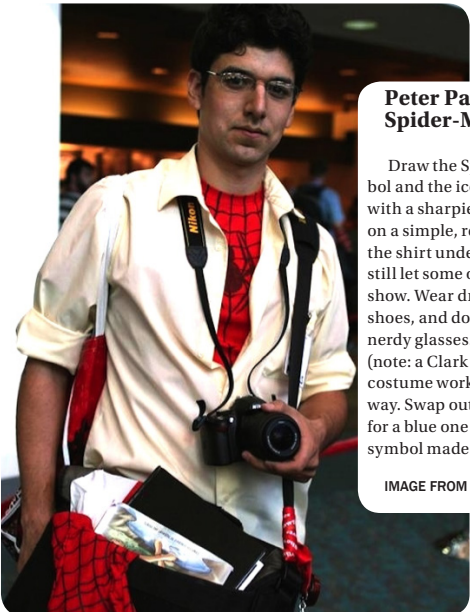 Nikon
Peter Pa
Spider-M
Draw the S
bol and the ic
with a sharpie
on a simple, r
the shirt unde
still let some o
show. Wear dr
shoes, and do
nerdy glasses
(note: a Clark
costume work
way. Swap out
for a blue one
symbol made
IMAGE FROM